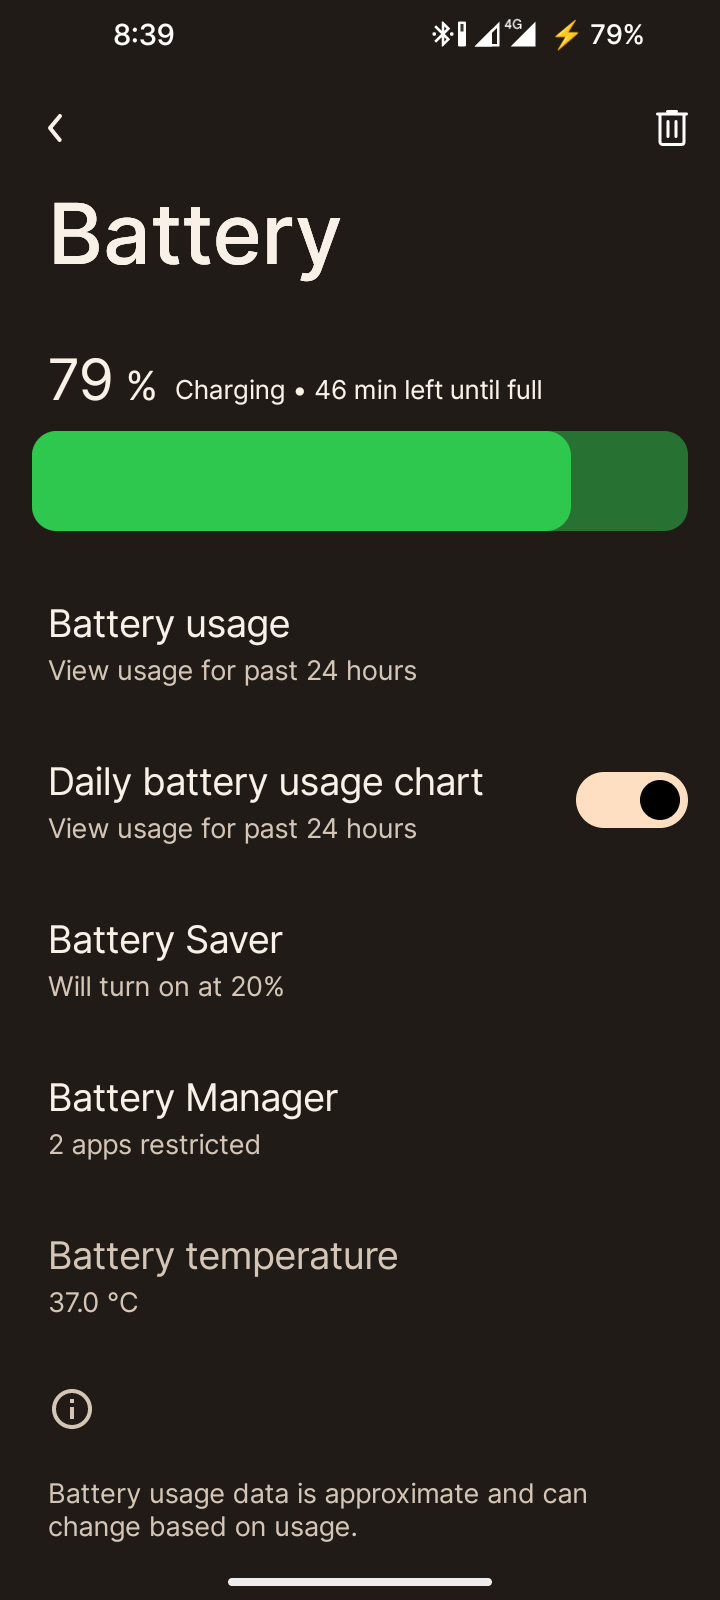 8:39
4G
79%
Battery
79 % Charging • 46 min left until full
Battery usage
View usage for past 24 hours
Daily battery usage chart
View usage for past 24 hours
Battery Saver
Will turn on at 20%
Battery Manager
2 apps restricted
Battery temperature
37.0 °C
Battery usage data is approximate and can
change based on usage.